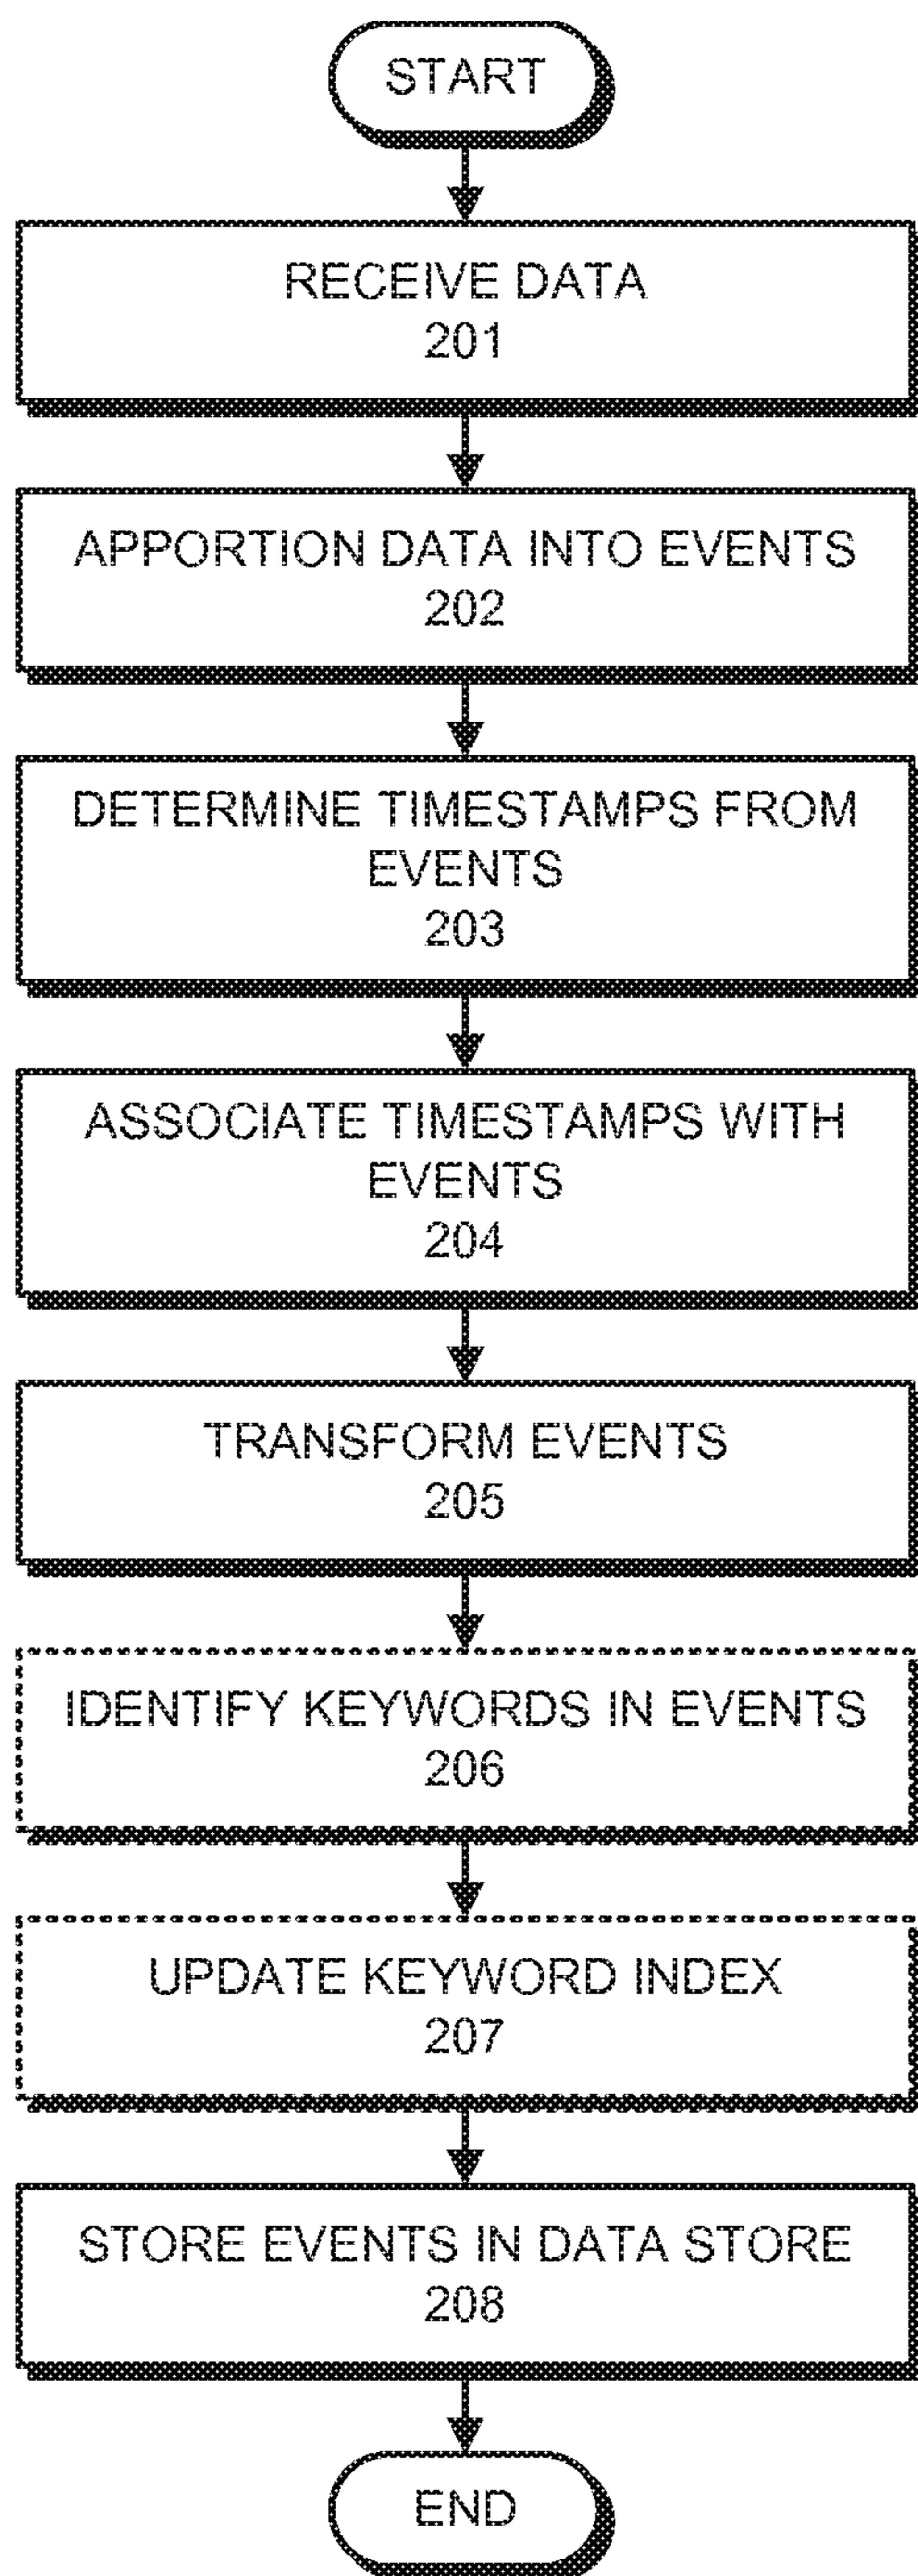 START
RECEIVE DATA
201
APPORTION DATA INTO EVENTS
202
DETERMINE TIMESTAMPS FROM
EVENTS
203
ASSOCIATE TIMESTAMPS WITH
EVENTS
204
TRANSFORM EVENTS
205
IDENTIFY KEYWORDS IN EVENTS
206
UPDATE KEYWORD INDEX
207
STORE EVENTS IN DATA STORE
208
END